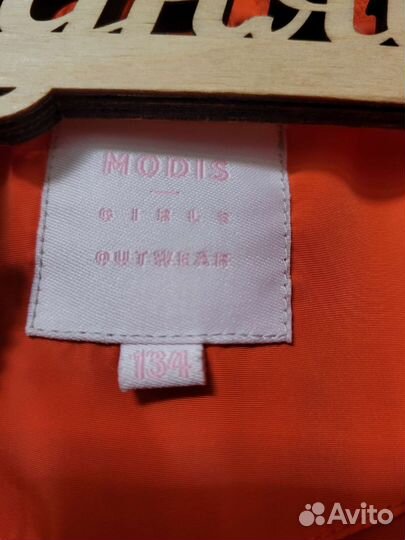 MODIS
GIRLS
OUTWEAR
134
Avito